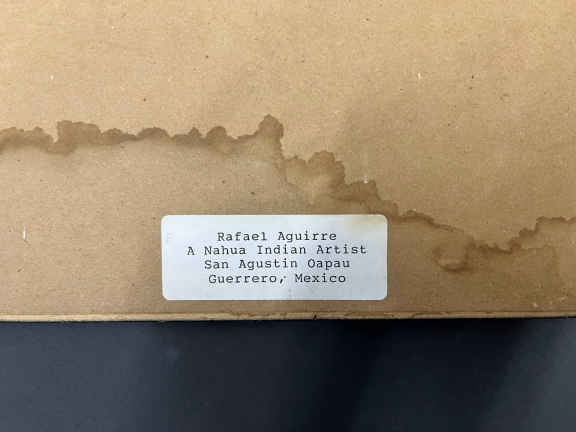 Rafael Aguirre
A Nahua Indian Artist
San Agustin Oapau
Guerrero, Mexico